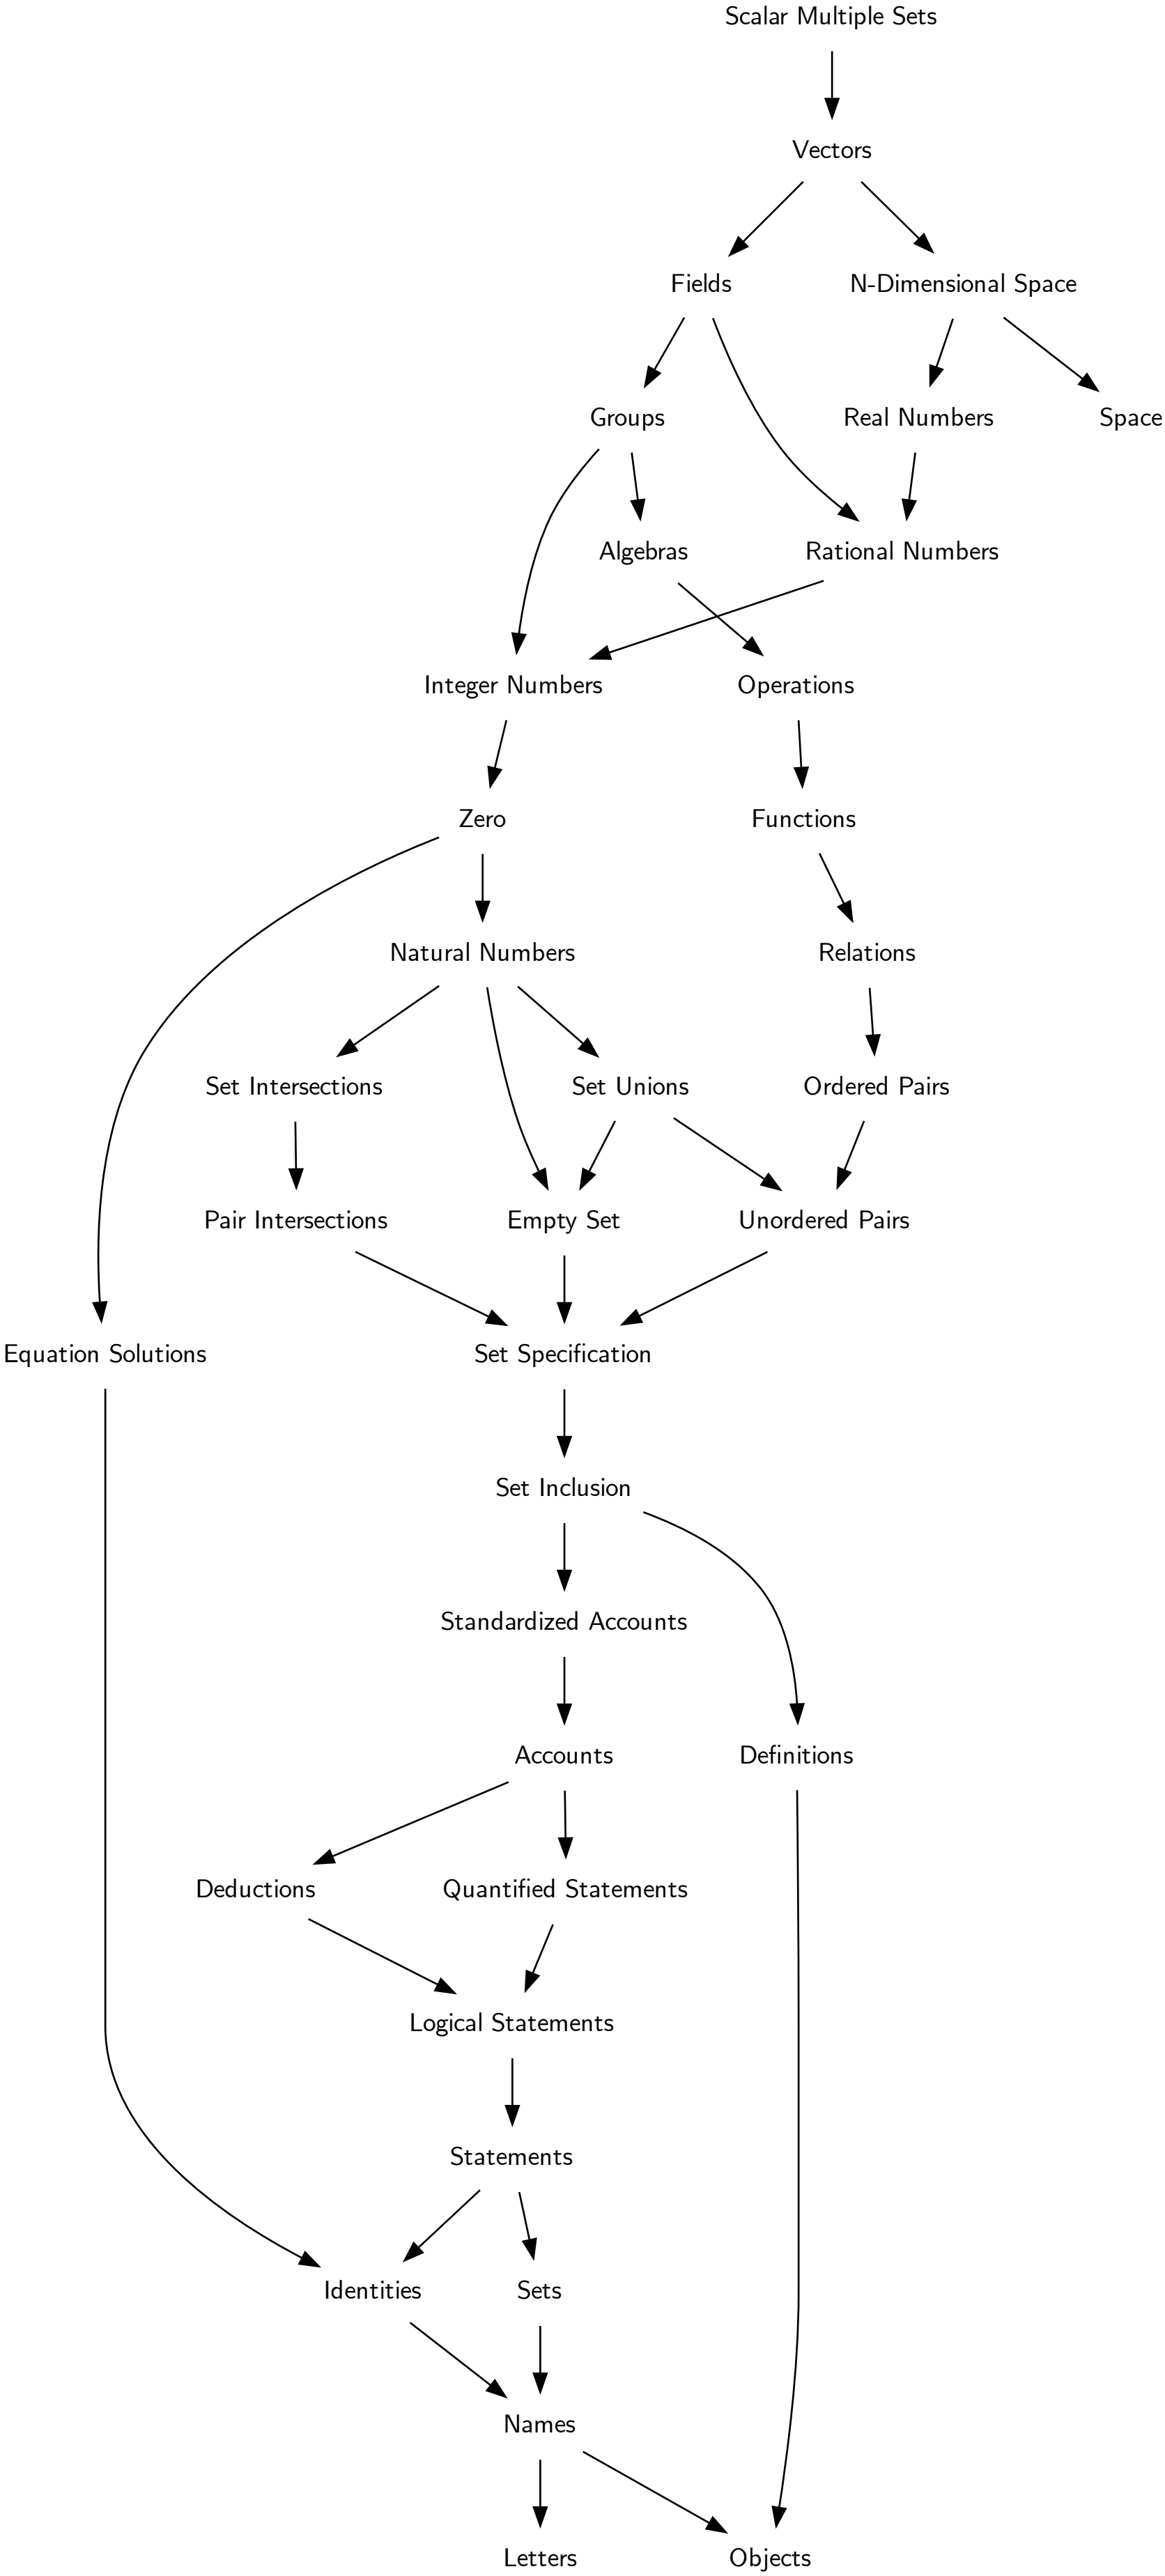 Scalar Multiple Sets
Vectors
Fields
N-Dimensional Space
Groups
Real Numbers
Space
Algebras
Rational Numbers
Integer Numbers
Operations
Zero
Functions
Natural Numbers
Relations
Set Intersections
Set Unions
Ordered Pairs
Pair Intersections
Empty Set
Unordered Pairs
Equation Solutions
Set Specification
Set Inclusion
Standardized Accounts
Accounts
Definitions
Deductions
Quantified Statements
Logical Statements
Statements
Identities
Sets
Names
Letters
Objects